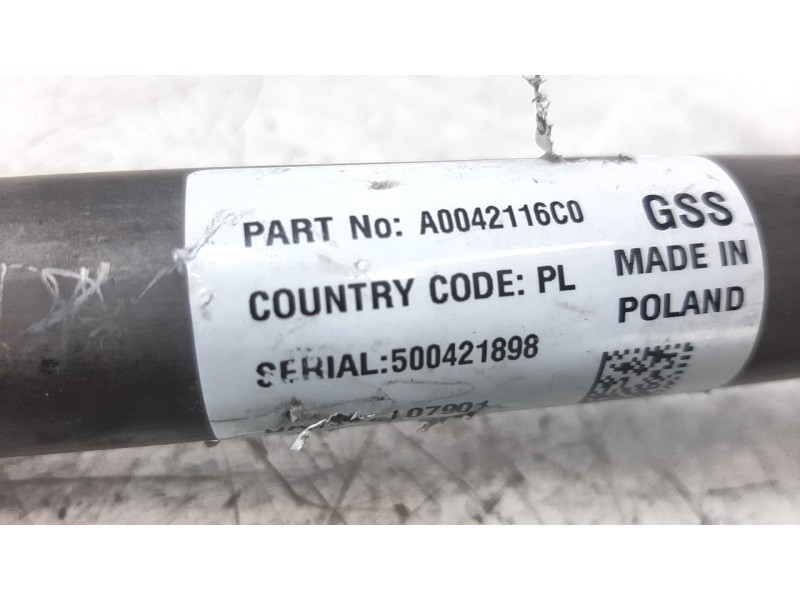 PART No: A0042116C0
GSS
COUNTRY CODE: PL
MADE IN
POLAND
SERIAL:500421898